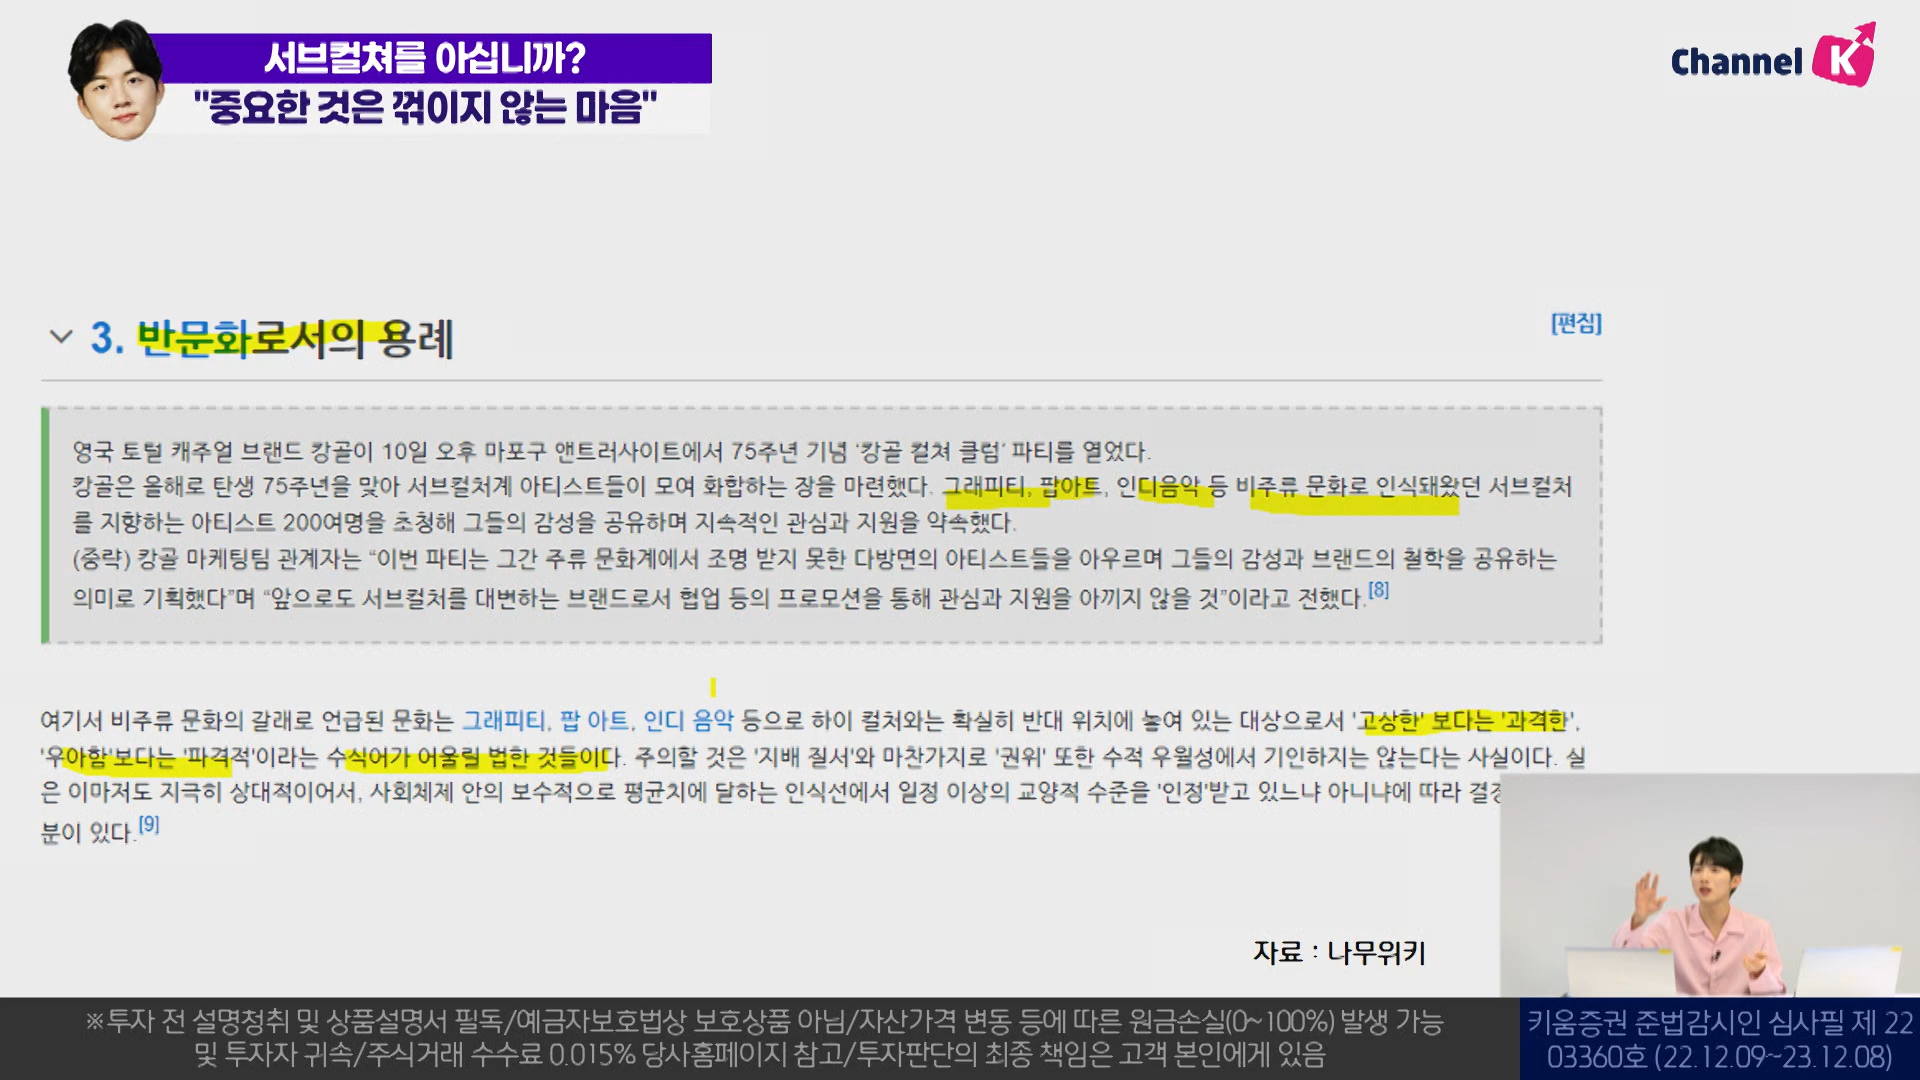 서브컬쳐를 아십니까?
"중요한 것은 꺾이지 않는 마음"
Channel K
3. 반문화로서의 용례
[편집]
영국 토털 캐주얼 브랜드 캉골이 10일 오후 마포구 앤트러사이트에서 75주년 기념 ‘캉골 컬쳐 클럽’ 파티를 열었다.
캉골은 올해로 탄생 75주년을 맞아 서브컬처계 아티스트들이 모여 화합하는 장을 마련했다. 그래피티, 팝아트, 인디음악 등 비주류 문화로 인식돼왔던 서브컬처
를 지향하는 아티스트 200여명을 초청해 그들의 감성을 공유하며 지속적인 관심과 지원을 약속했다.
(중략) 캉골 마케팅팀 관계자는 “이번 파티는 그간 주류 문화계에서 조명 받지 못한 다방면의 아티스트들을 아우르며 그들의 감성과 브랜드의 철학을 공유하는
의미로 기획했다”며 “앞으로도 서브컬처를 대변하는 브랜드로서 협업 등의 프로모션을 통해 관심과 지원을 아끼지 않을 것”이라고 전했다.[8]
여기서 비주류 문화의 갈래로 언급된 문화는 그래피티, 팝 아트, 인디 음악 등으로 하이 컬처와는 확실히 반대 위치에 놓여 있는 대상으로서 '고상한' 보다는 '과격한',
'우아함'보다는 '파격적'이라는 수식어가 어울릴 법한 것들이다. 주의할 것은 '지배 질서'와 마찬가지로 '권위' 또한 수적 우월성에서 기인하지는 않는다는 사실이다. 실
은 이마저도 지극히 상대적이어서, 사회체제 안의 보수적으로 평균치에 달하는 인식선에서 일정 이상의 교양적 수준을 '인정'받고 있느냐 아니냐에 따라
분이 있다.[9]
자료 : 나무위키
※투자 전 설명청취 및 상품설명서 필독/예금자보호법상 보호상품 아님/자산가격 변동 등에 따른 원금손실(0~100%) 발생 가능
및 투자자 귀속/주식거래 수수료 0.015% 당사홈페이지 참고/투자판단의 최종 책임은 고객 본인에게 있음
키움증권 준법감시인 심사필 제 22
03360호 (22.12.09~23.12.08)